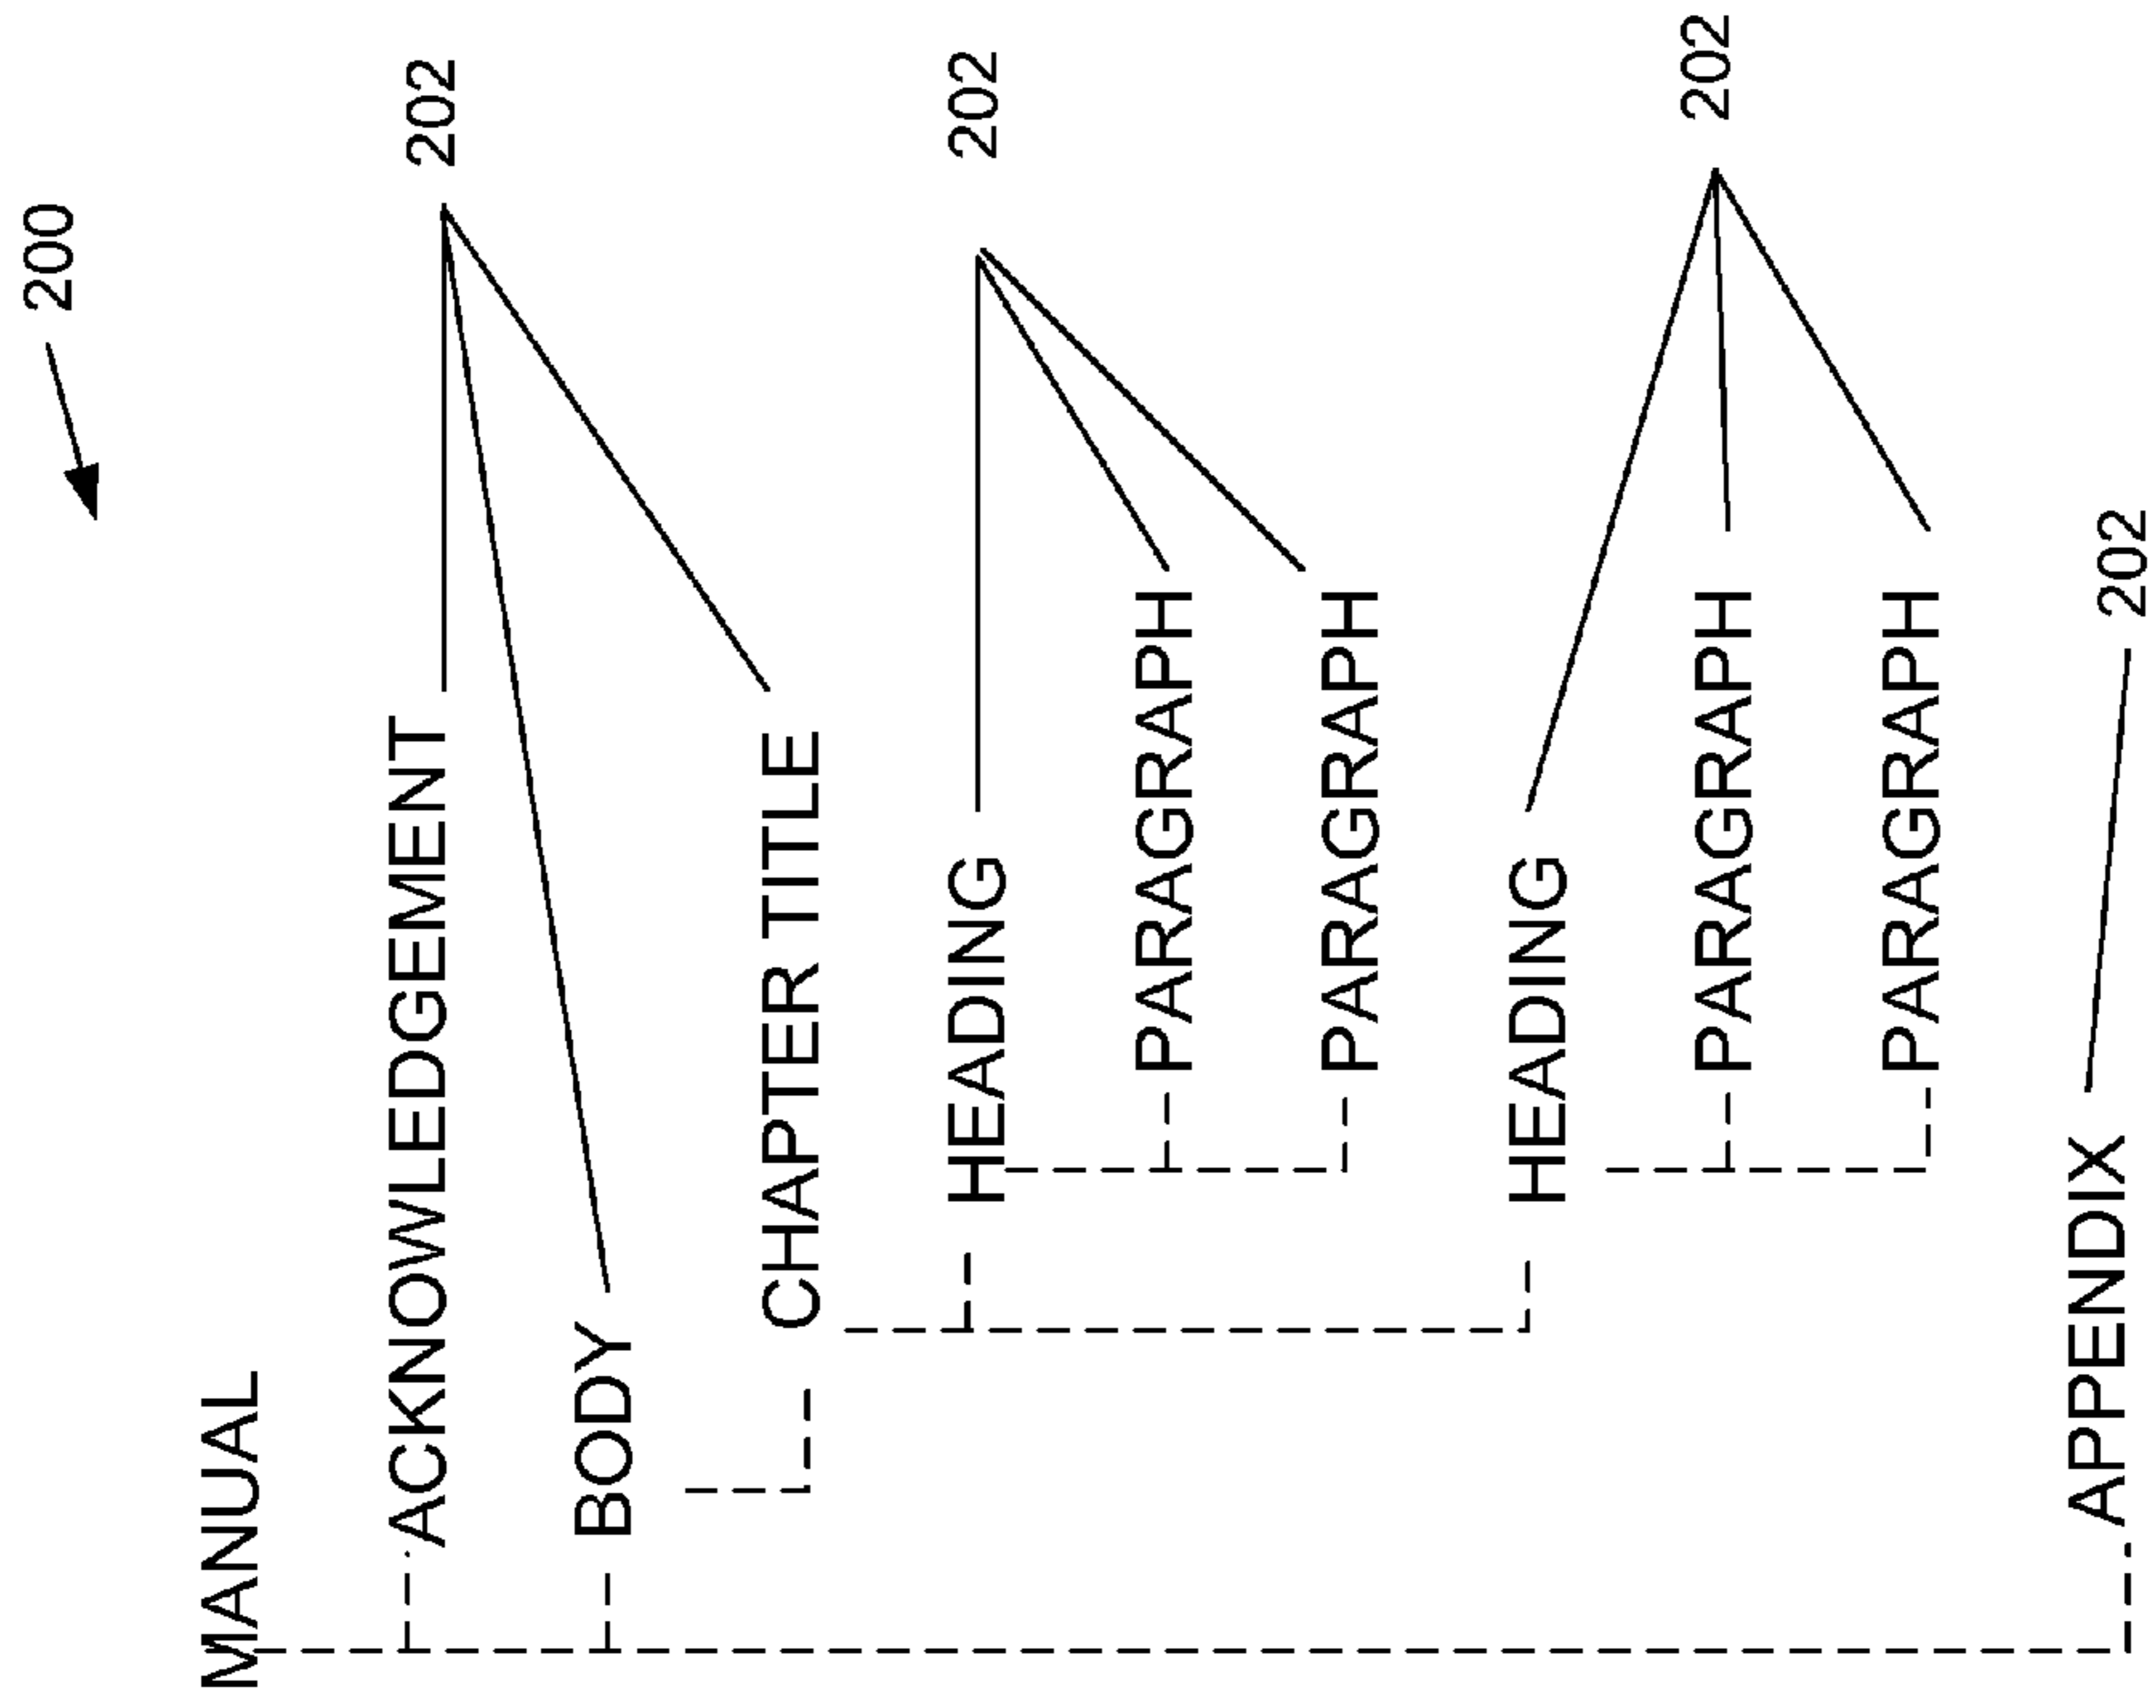 200
MANUAL
ACKNOWLEDGEMENT 202
BODY
CHAPTER TITLE
HEADING 202
PARAGRAPH
PARAGRAPH
HEADING
PARAGRAPH 202
PARAGRAPH
APPENDIX 202